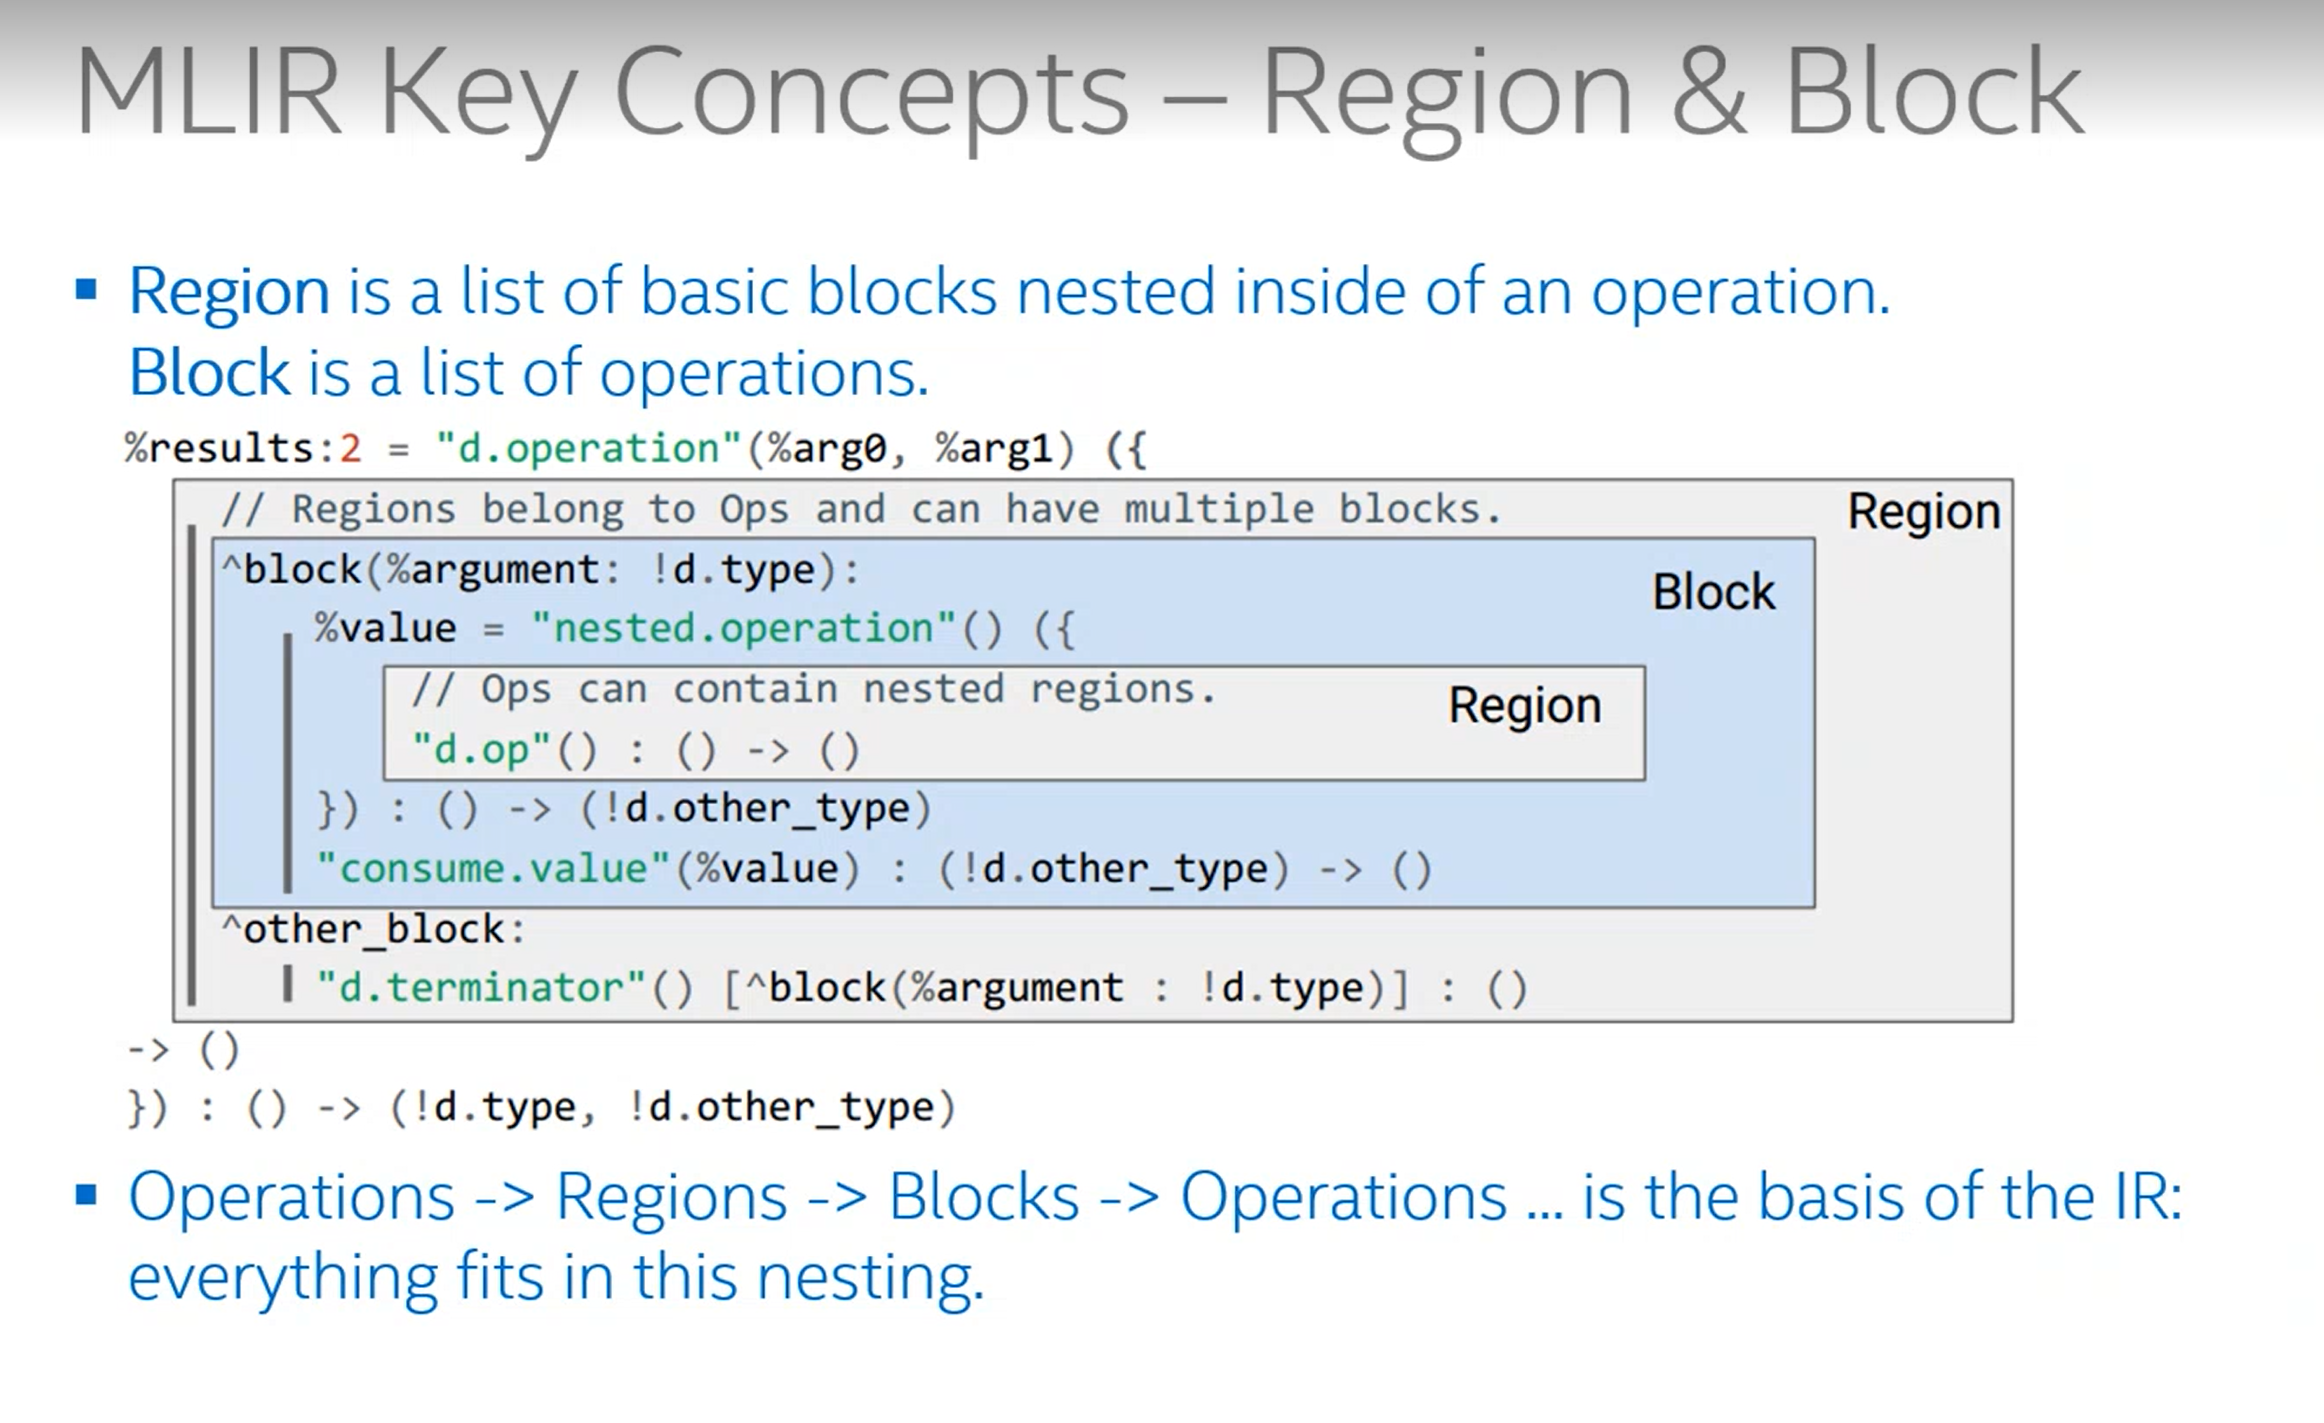 MLIR Key Concepts – Region & Block
▪ Region is a list of basic blocks nested inside of an operation.
Block is a list of operations.
%results:2 = "d.operation"(%arg0, %arg1) ({
// Regions belong to Ops and can have multiple blocks. Region
^block(%argument: !d.type): Block
%value = "nested.operation"() ({
// Ops can contain nested regions. Region
"d.op"() : () -> ()
}) : () -> (!d.other_type)
"consume.value"(%value) : (!d.other_type) -> ()
^other_block:
"d.terminator"() [^block(%argument : !d.type)] : ()
-> ()
}) : () -> (!d.type, !d.other_type)
▪ Operations -> Regions -> Blocks -> Operations ... is the basis of the IR:
everything fits in this nesting.